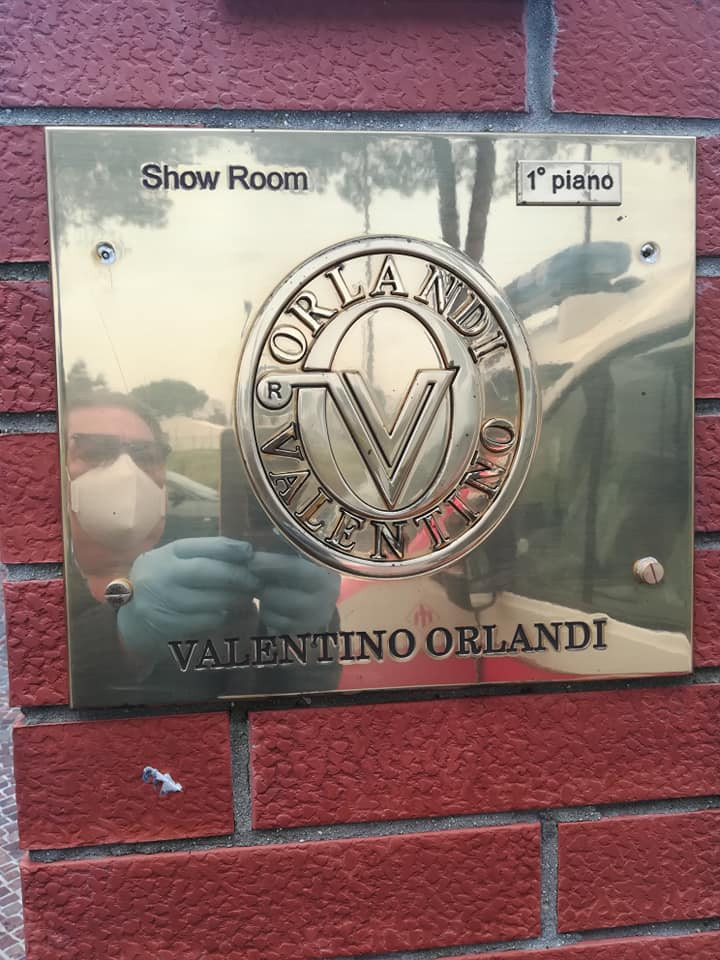 Show Room
1° piano
ORLANDI
®
VALENTINO
VALENTINO ORLANDI